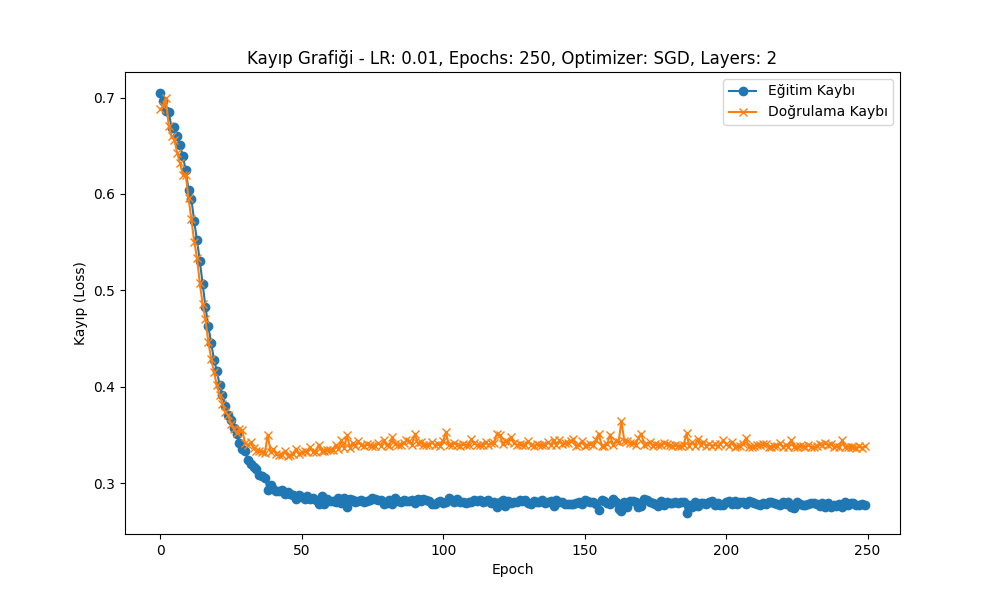 Kayıp Grafiği - LR: 0.01, Epochs: 250, Optimizer: SGD, Layers: 2
Eğitim Kaybı
Doğrulama Kaybı
Kayıp (Loss)
0.7
0.6
0.5
0.4
0.3
0 50 100 150 200 250
Epoch